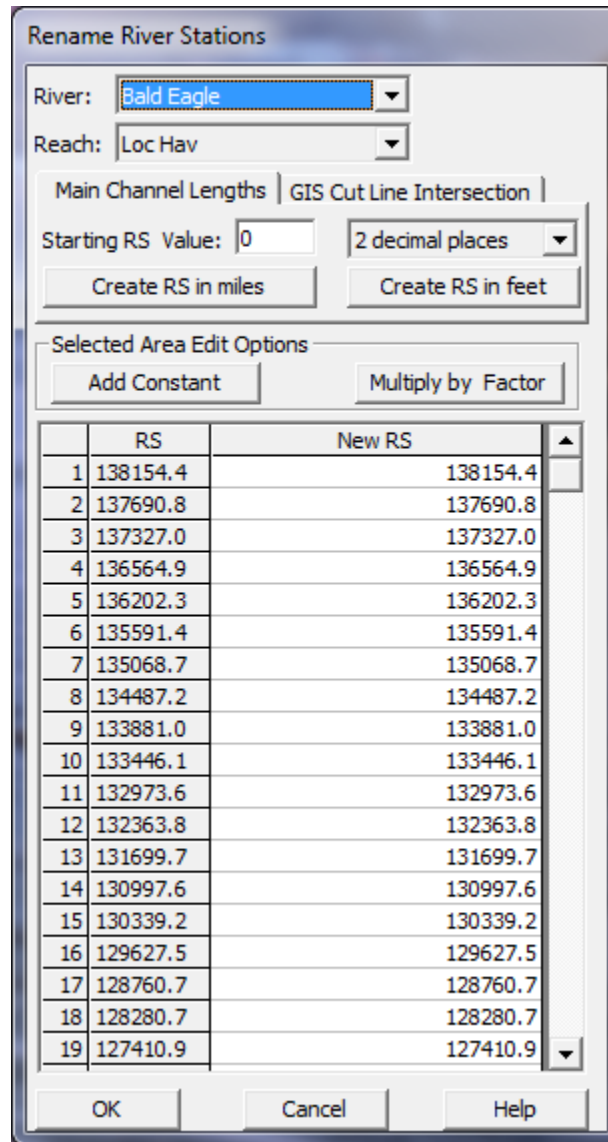 Rename River Stations
River: Bald Eagle
Reach: Loc Hav
Main Channel Lengths GIS Cut Line Intersection
Starting RS Value: 0 2 decimal places
Create RS in miles Create RS in feet
Selected Area Edit Options
Add Constant Multiply by Factor
RS New RS
1 138154.4 138154.4
2 137690.8 137690.8
3 137327.0 137327.0
4 136564.9 136564.9
5 136202.3 136202.3
6 135591.4 135591.4
7 135068.7 135068.7
8 134487.2 134487.2
9 133881.0 133881.0
10 133446.1 133446.1
11 132973.6 132973.6
12 132363.8 132363.8
13 131699.7 131699.7
14 130997.6 130997.6
15 130339.2 130339.2
16 129627.5 129627.5
17 128760.7 128760.7
18 128280.7 128280.7
19 127410.9 127410.9
OK Cancel Help